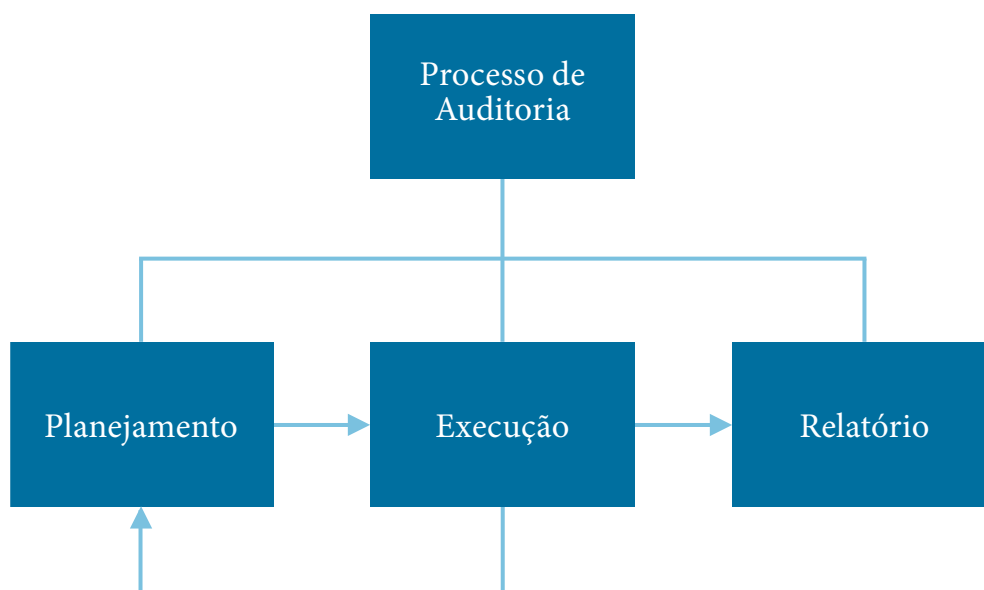 Processo de
Auditoria
Planejamento
Execução
Relatório